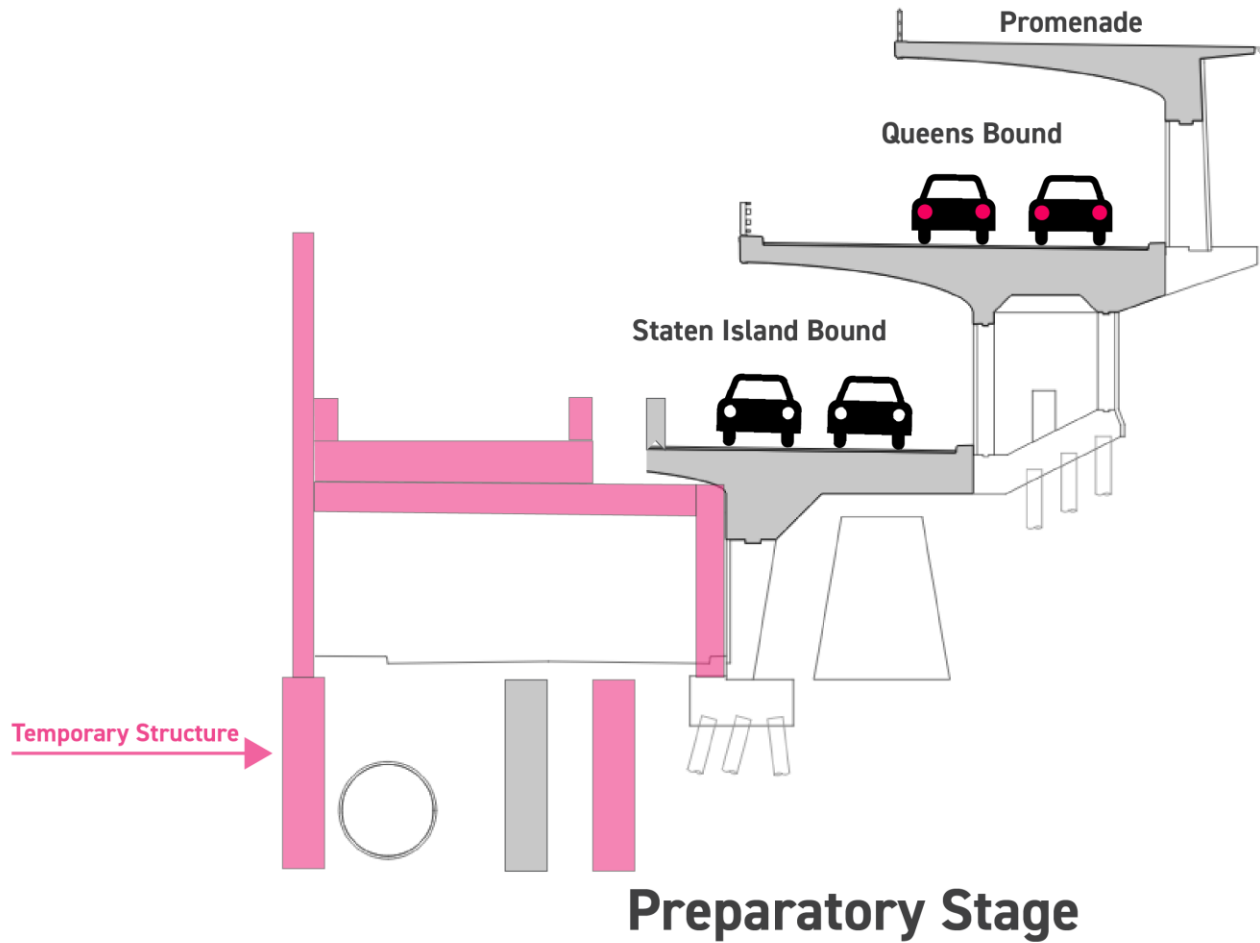 Promenade
Queens Bound
Staten Island Bound
Temporary Structure
Preparatory Stage